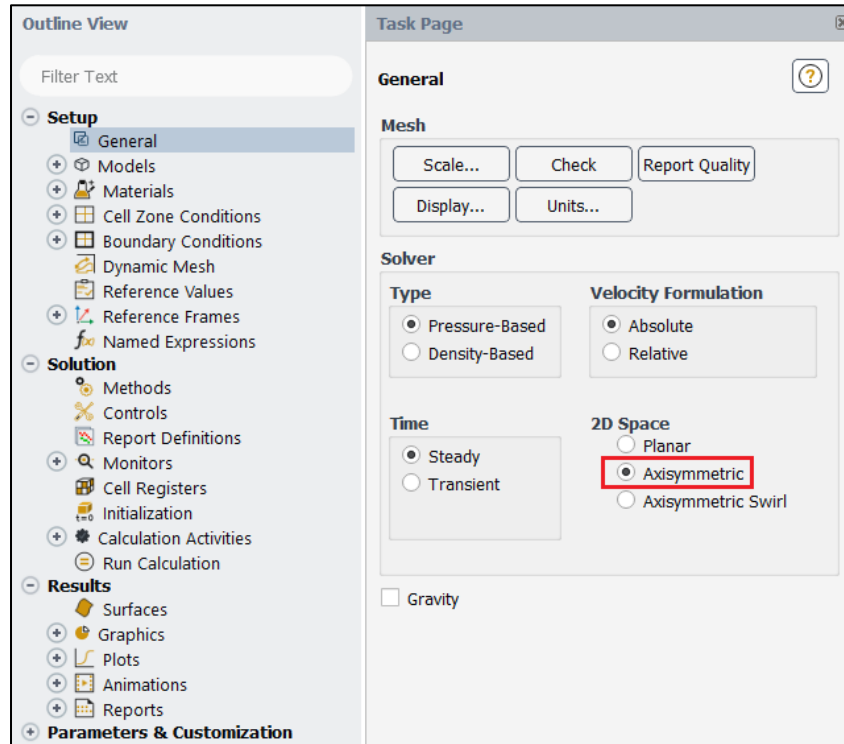 Outline View
Filter Text
Setup
General
Models
Materials
Cell Zone Conditions
Boundary Conditions
Dynamic Mesh
Reference Values
Reference Frames
Named Expressions
Solution
Methods
Controls
Report Definitions
Monitors
Cell Registers
Initialization
Calculation Activities
Run Calculation
Results
Surfaces
Graphics
Plots
Animations
Reports
Parameters & Customization
Task Page
General
Mesh
Scale... Check Report Quality
Display... Units...
Solver
Type
Pressure-Based
Density-Based
Velocity Formulation
Absolute
Relative
Time
Steady
Transient
2D Space
Planar
Axisymmetric
Axisymmetric Swirl
Gravity